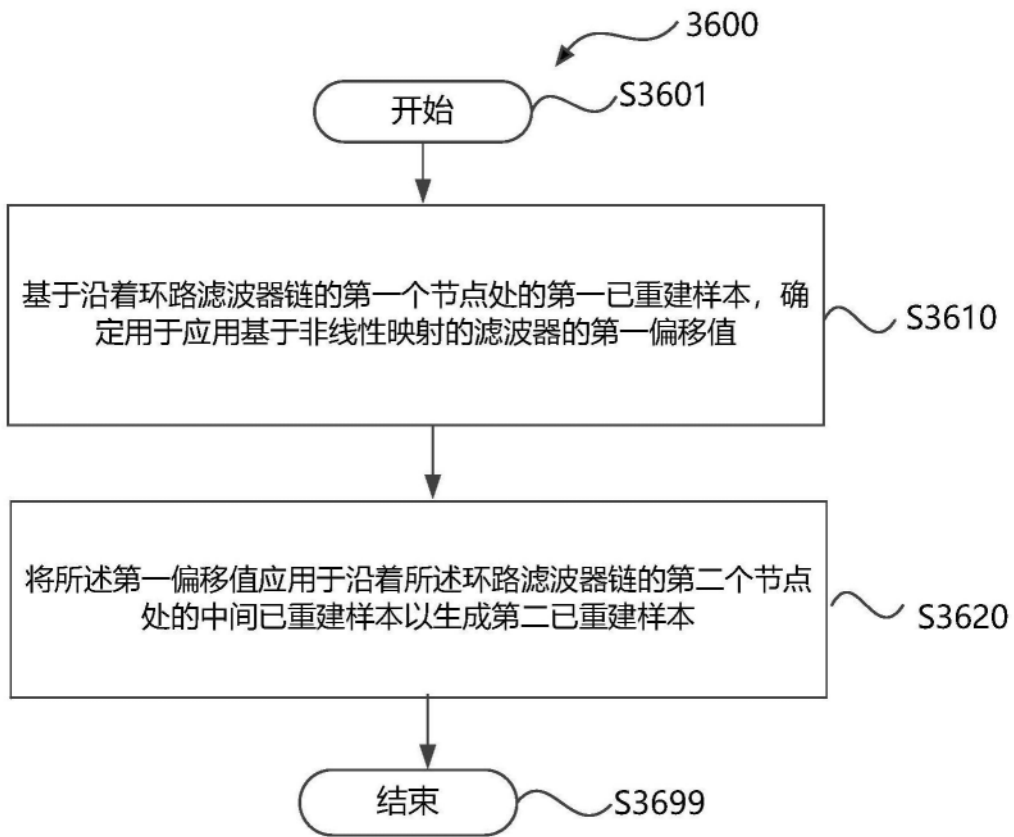 3600
开始
S3601
基于沿着环路滤波器链的第一个节点处的第一已重建样本，确
定用于应用基于非线性映射的滤波器的第一偏移值
S3610
将所述第一偏移值应用于沿着所述环路滤波器链的第二个节点
处的中间已重建样本以生成第二已重建样本
S3620
结束
S3699